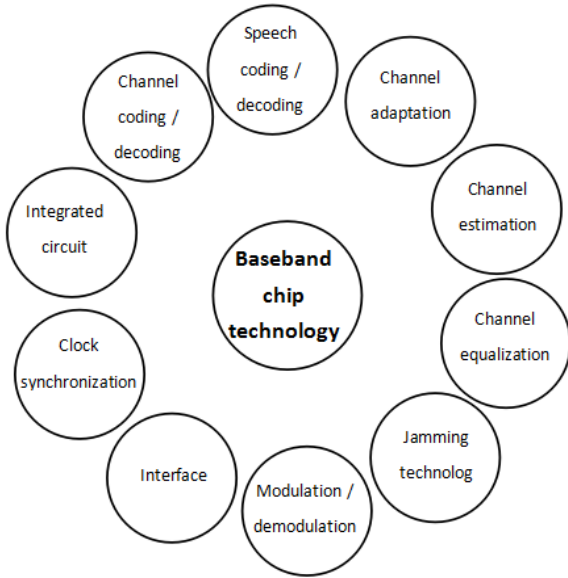 Speech
coding /
decoding
Channel
adaptation
Channel
estimation
Channel
equalization
Jamming
technolog
Modulation /
demodulation
Interface
Clock
synchronization
Integrated
circuit
Channel
coding /
decoding
Baseband
chip
technology